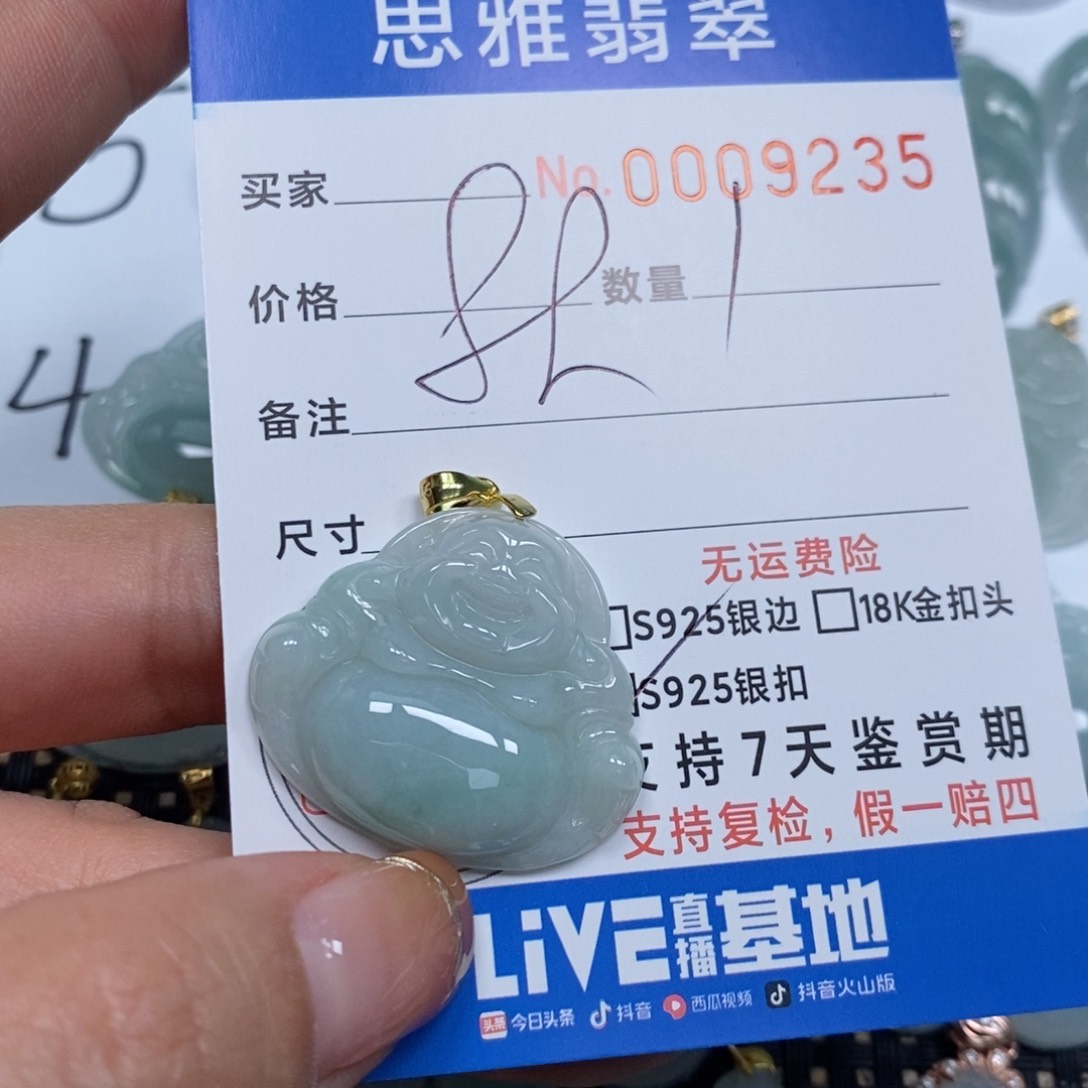 思雅翡翠
买家 No.0009235
价格 数量 1
备注
尺寸
无运费险
S925银边 18K金扣头
S925银扣
支持7天鉴赏期
支持复检，假一赔四
LiVE直播基地
头条 今日头条 抖音 西瓜视频 抖音火山版
4